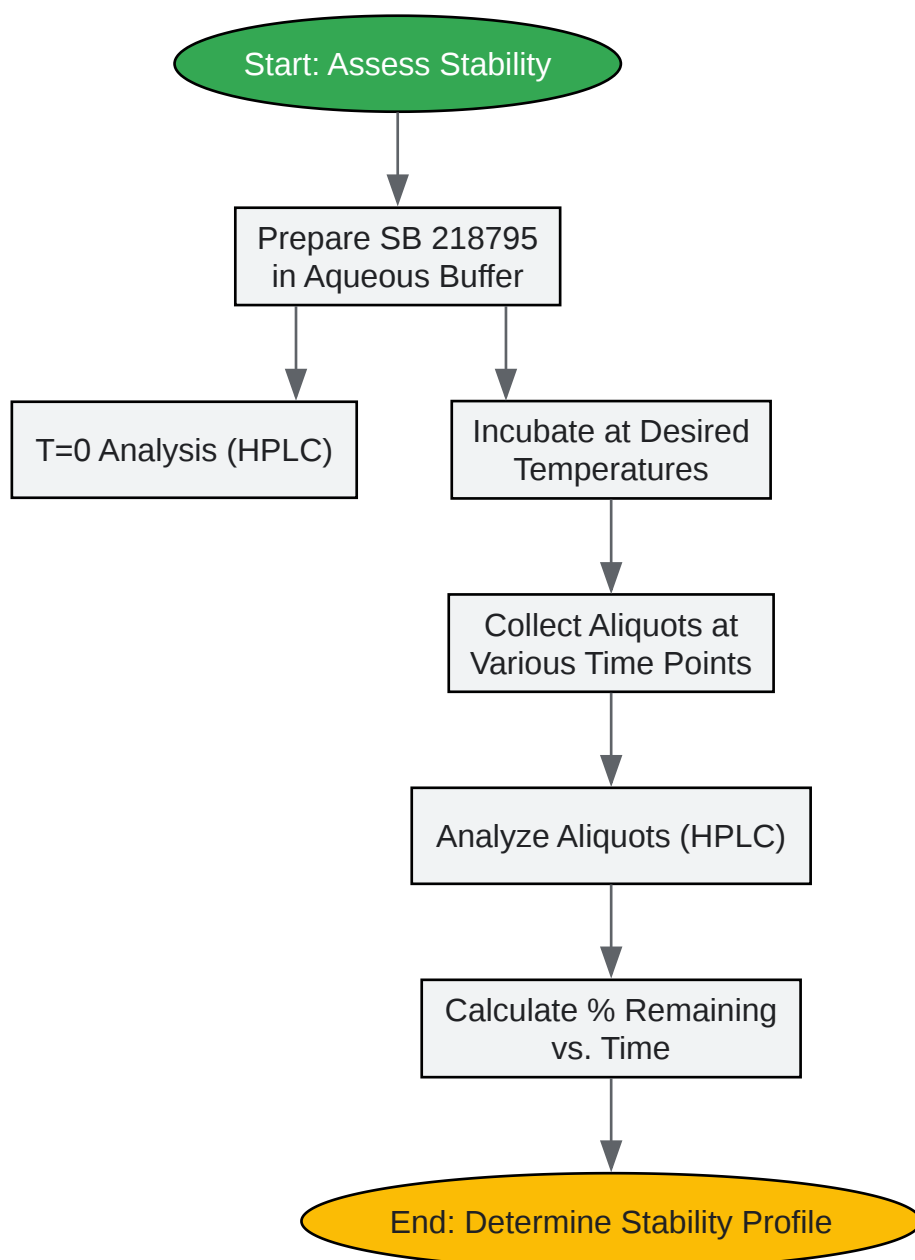 Start: Assess Stability
Prepare SB 218795
in Aqueous Buffer
T=0 Analysis (HPLC)
Incubate at Desired
Temperatures
Collect Aliquots at
Various Time Points
Analyze Aliquots (HPLC)
Calculate % Remaining
vs. Time
End: Determine Stability Profile